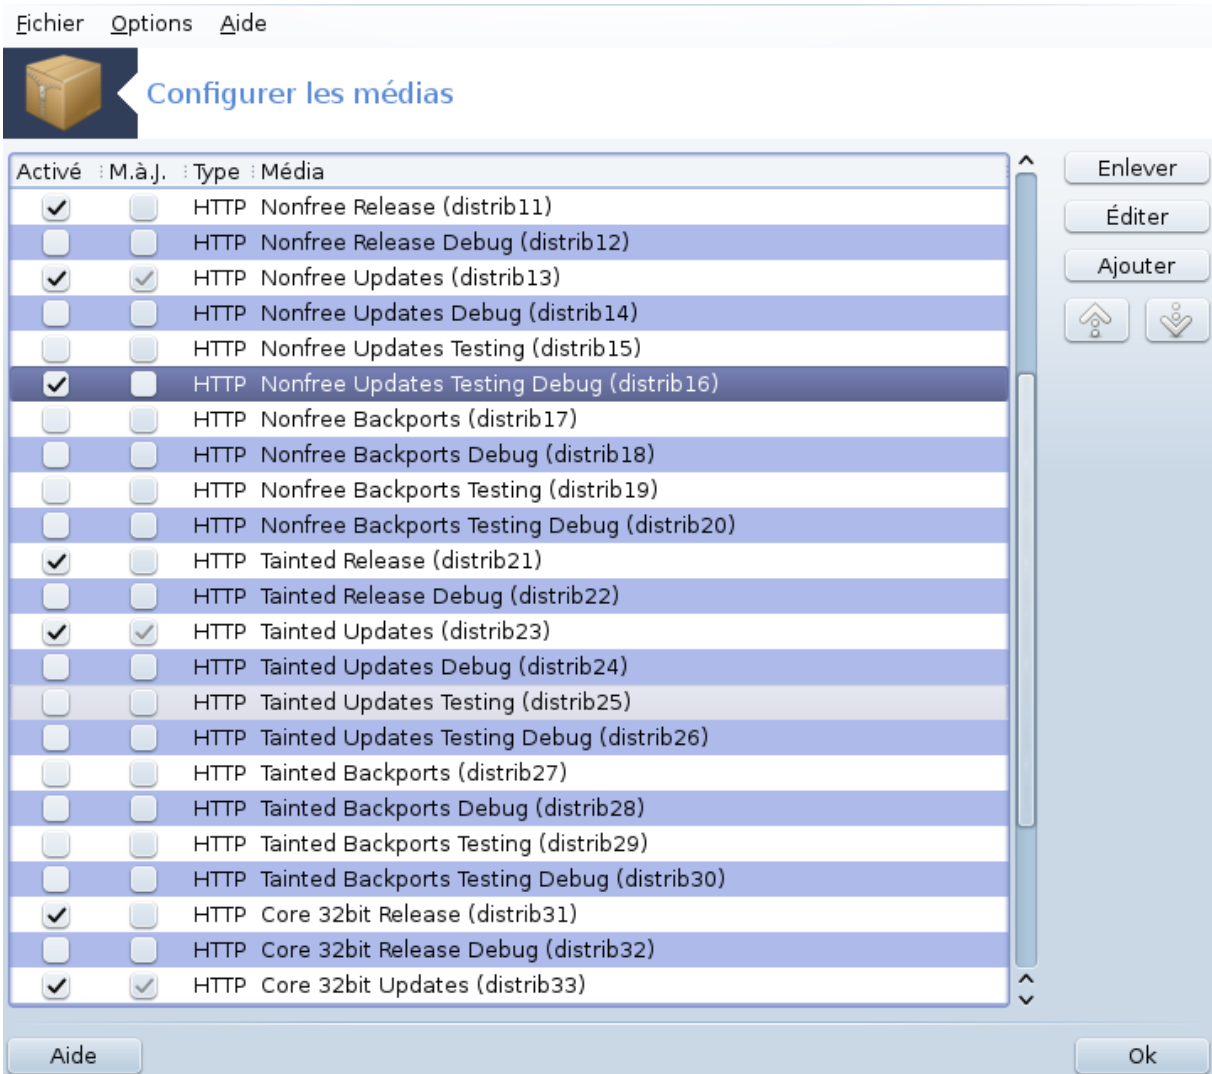 Fichier Options Aide
Configurer les médias
Activé M.à.J. Type Média
HTTP Nonfree Release (distrib11)
HTTP Nonfree Release Debug (distrib12)
HTTP Nonfree Updates (distrib13)
HTTP Nonfree Updates Debug (distrib14)
HTTP Nonfree Updates Testing (distrib15)
HTTP Nonfree Updates Testing Debug (distrib16)
HTTP Nonfree Backports (distrib17)
HTTP Nonfree Backports Debug (distrib18)
HTTP Nonfree Backports Testing (distrib19)
HTTP Nonfree Backports Testing Debug (distrib20)
HTTP Tainted Release (distrib21)
HTTP Tainted Release Debug (distrib22)
HTTP Tainted Updates (distrib23)
HTTP Tainted Updates Debug (distrib24)
HTTP Tainted Updates Testing (distrib25)
HTTP Tainted Updates Testing Debug (distrib26)
HTTP Tainted Backports (distrib27)
HTTP Tainted Backports Debug (distrib28)
HTTP Tainted Backports Testing (distrib29)
HTTP Tainted Backports Testing Debug (distrib30)
HTTP Core 32bit Release (distrib31)
HTTP Core 32bit Release Debug (distrib32)
HTTP Core 32bit Updates (distrib33)
Enlever
Éditer
Ajouter
Aide
Ok